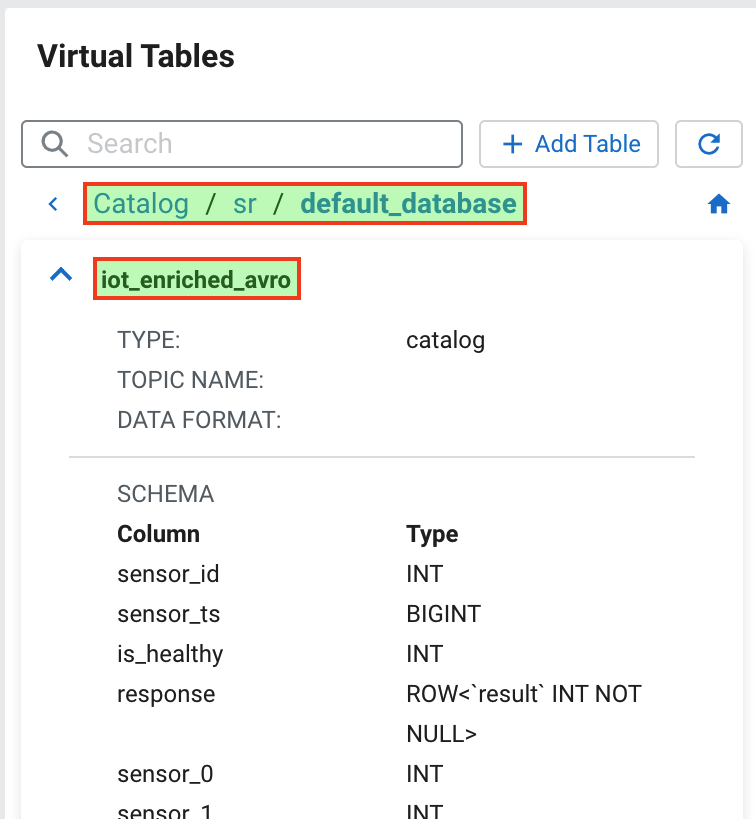 Virtual Tables
Search
+ Add Table
Catalog / sr / default_database
iot_enriched_avro
TYPE: catalog
TOPIC NAME:
DATA FORMAT:
SCHEMA
Column Type
sensor_id INT
sensor_ts BIGINT
is_healthy INT
response ROW<`result` INT NOT
NULL>
sensor_0 INT
sensor_1 INT